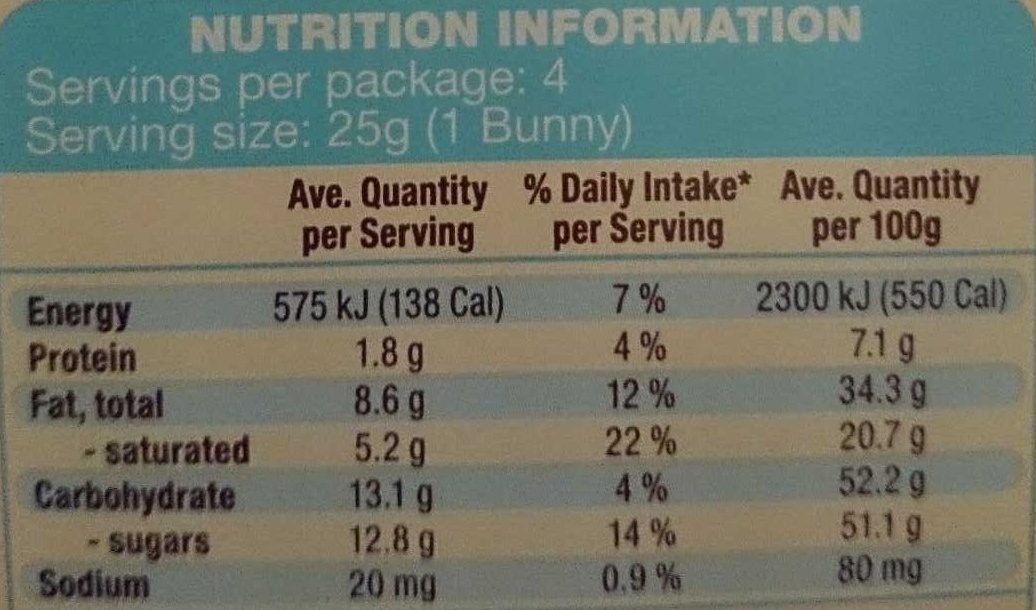 NUTRITION INFORMATION
Servings per package: 4
Serving size: 25g (1 Bunny)
Ave. Quantity % Daily Intake* Ave. Quantity
per Serving per Serving per 100g
Energy 575 kJ (138 Cal) 7 % 2300 kJ (550 Cal)
Protein 1.8 g 4 % 7.1 g
Fat, total 8.6 g 12 % 34.3 g
- saturated 5.2 g 22 % 20.7 g
Carbohydrate 13.1 g 4 % 52.2 g
- sugars 12.8 g 14 % 51.1 g
Sodium 20 mg 0.9 % 80 mg